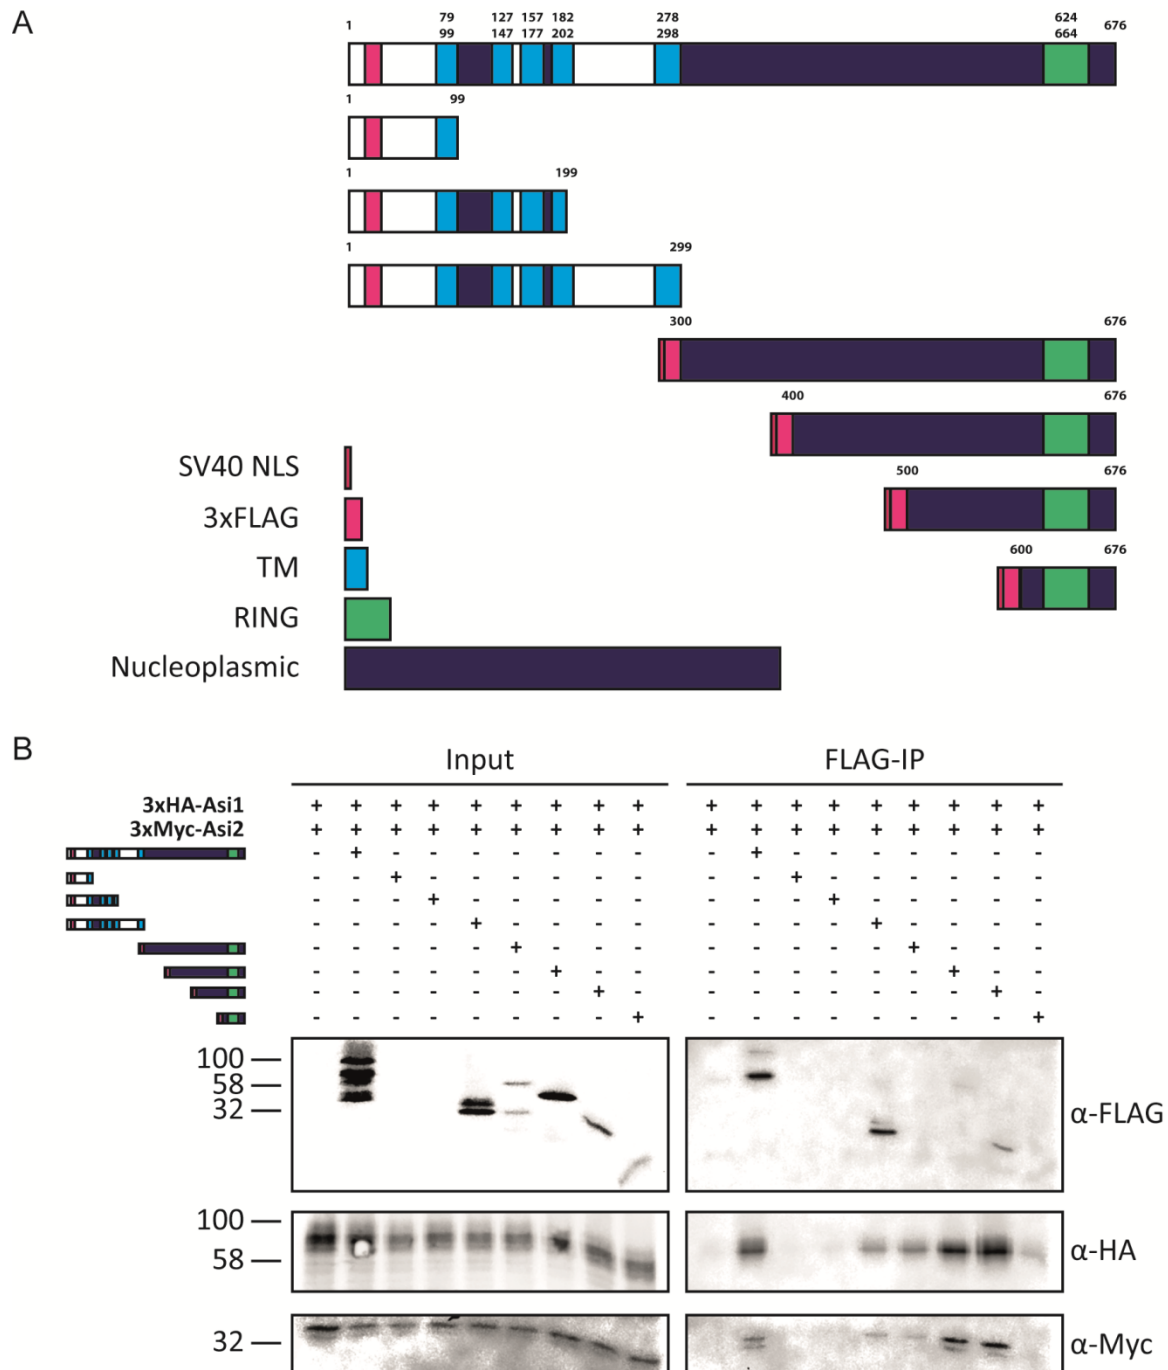 A
1 79 127 157 182 278 624 676
99 147 177 202 298 664
1 99
1 199
1 299
300 676
400 676
SV40 NLS
500 676
3xFLAG
TM
600 676
RING
Nucleoplasmic
B
Input FLAG-IP
3xHA-Asi1 + + + + + + + + + + + + + + + + + +
3xMyc-Asi2 + + + + + + + + + + + + + + + + + +
- + - - - - - - - - + - - - - - - -
- - + - - - - - - - - + - - - - - -
- - - + - - - - - - - - + - - - - -
- - - - + - - - - - - - - + - - - -
- - - - - + - - - - - - - - + - - -
- - - - - - + - - - - - - - - + - -
- - - - - - - + - - - - - - - - + -
- - - - - - - - + - - - - - - - - +
100
58
32
α-FLAG
100
58
α-HA
32
α-Myc